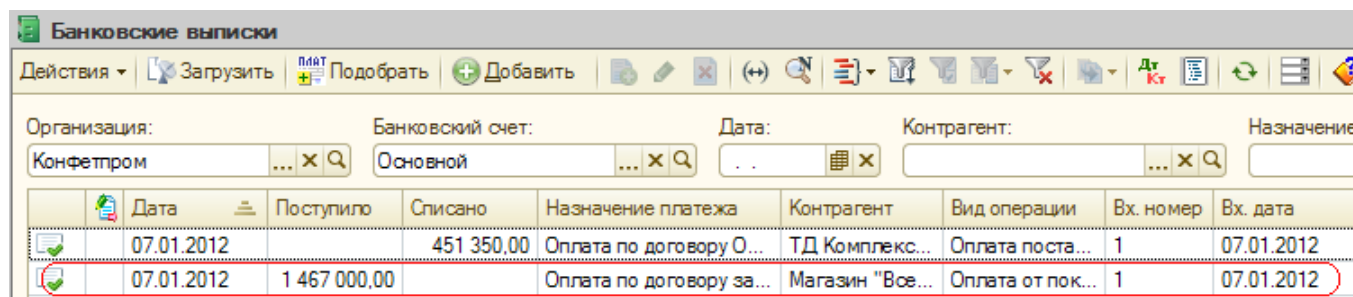 Банковские выписки
Действия Загрузить ПЛАТ Подобрать Добавить Дт Кт
Организация: Банковский счет: Дата: Контрагент: Назначение
Конфетпром ... Основной ... . . ...
Дата Поступило Списано Назначение платежа Контрагент Вид операции Вх. номер Вх. дата
07.01.2012 451 350,00 Оплата по договору О... ТД Комплекс... Оплата поста... 1 07.01.2012
07.01.2012 1 467 000,00 Оплата по договору за... Магазин "Все... Оплата от пок... 1 07.01.2012